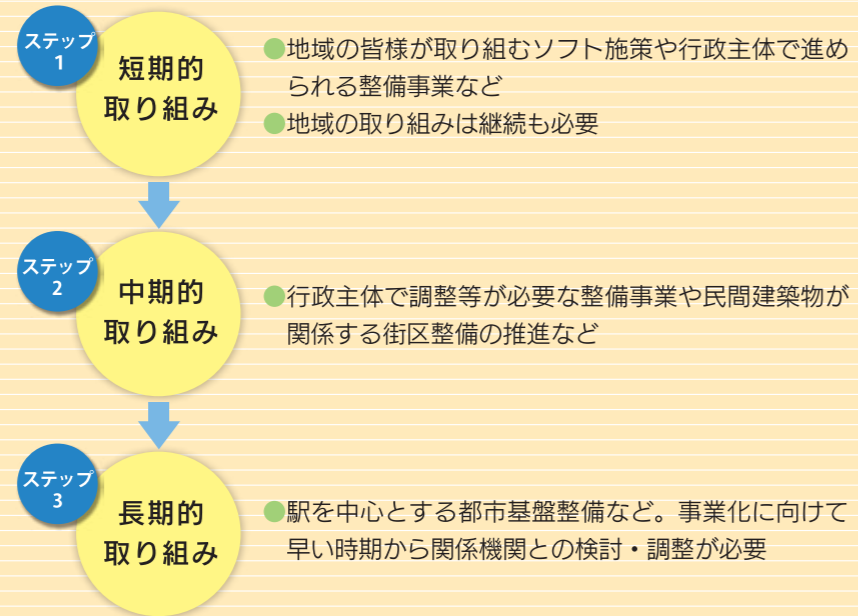 ステップ
1
短期的
取り組み
●地域の皆様が取り組むソフト施策や行政主体で進め
られる整備事業など
●地域の取り組みは継続も必要
ステップ
2
中期的
取り組み
●行政主体で調整等が必要な整備事業や民間建築物が
関係する街区整備の推進など
ステップ
3
長期的
取り組み
●駅を中心とする都市基盤整備など。事業化に向けて
早い時期から関係機関との検討・調整が必要